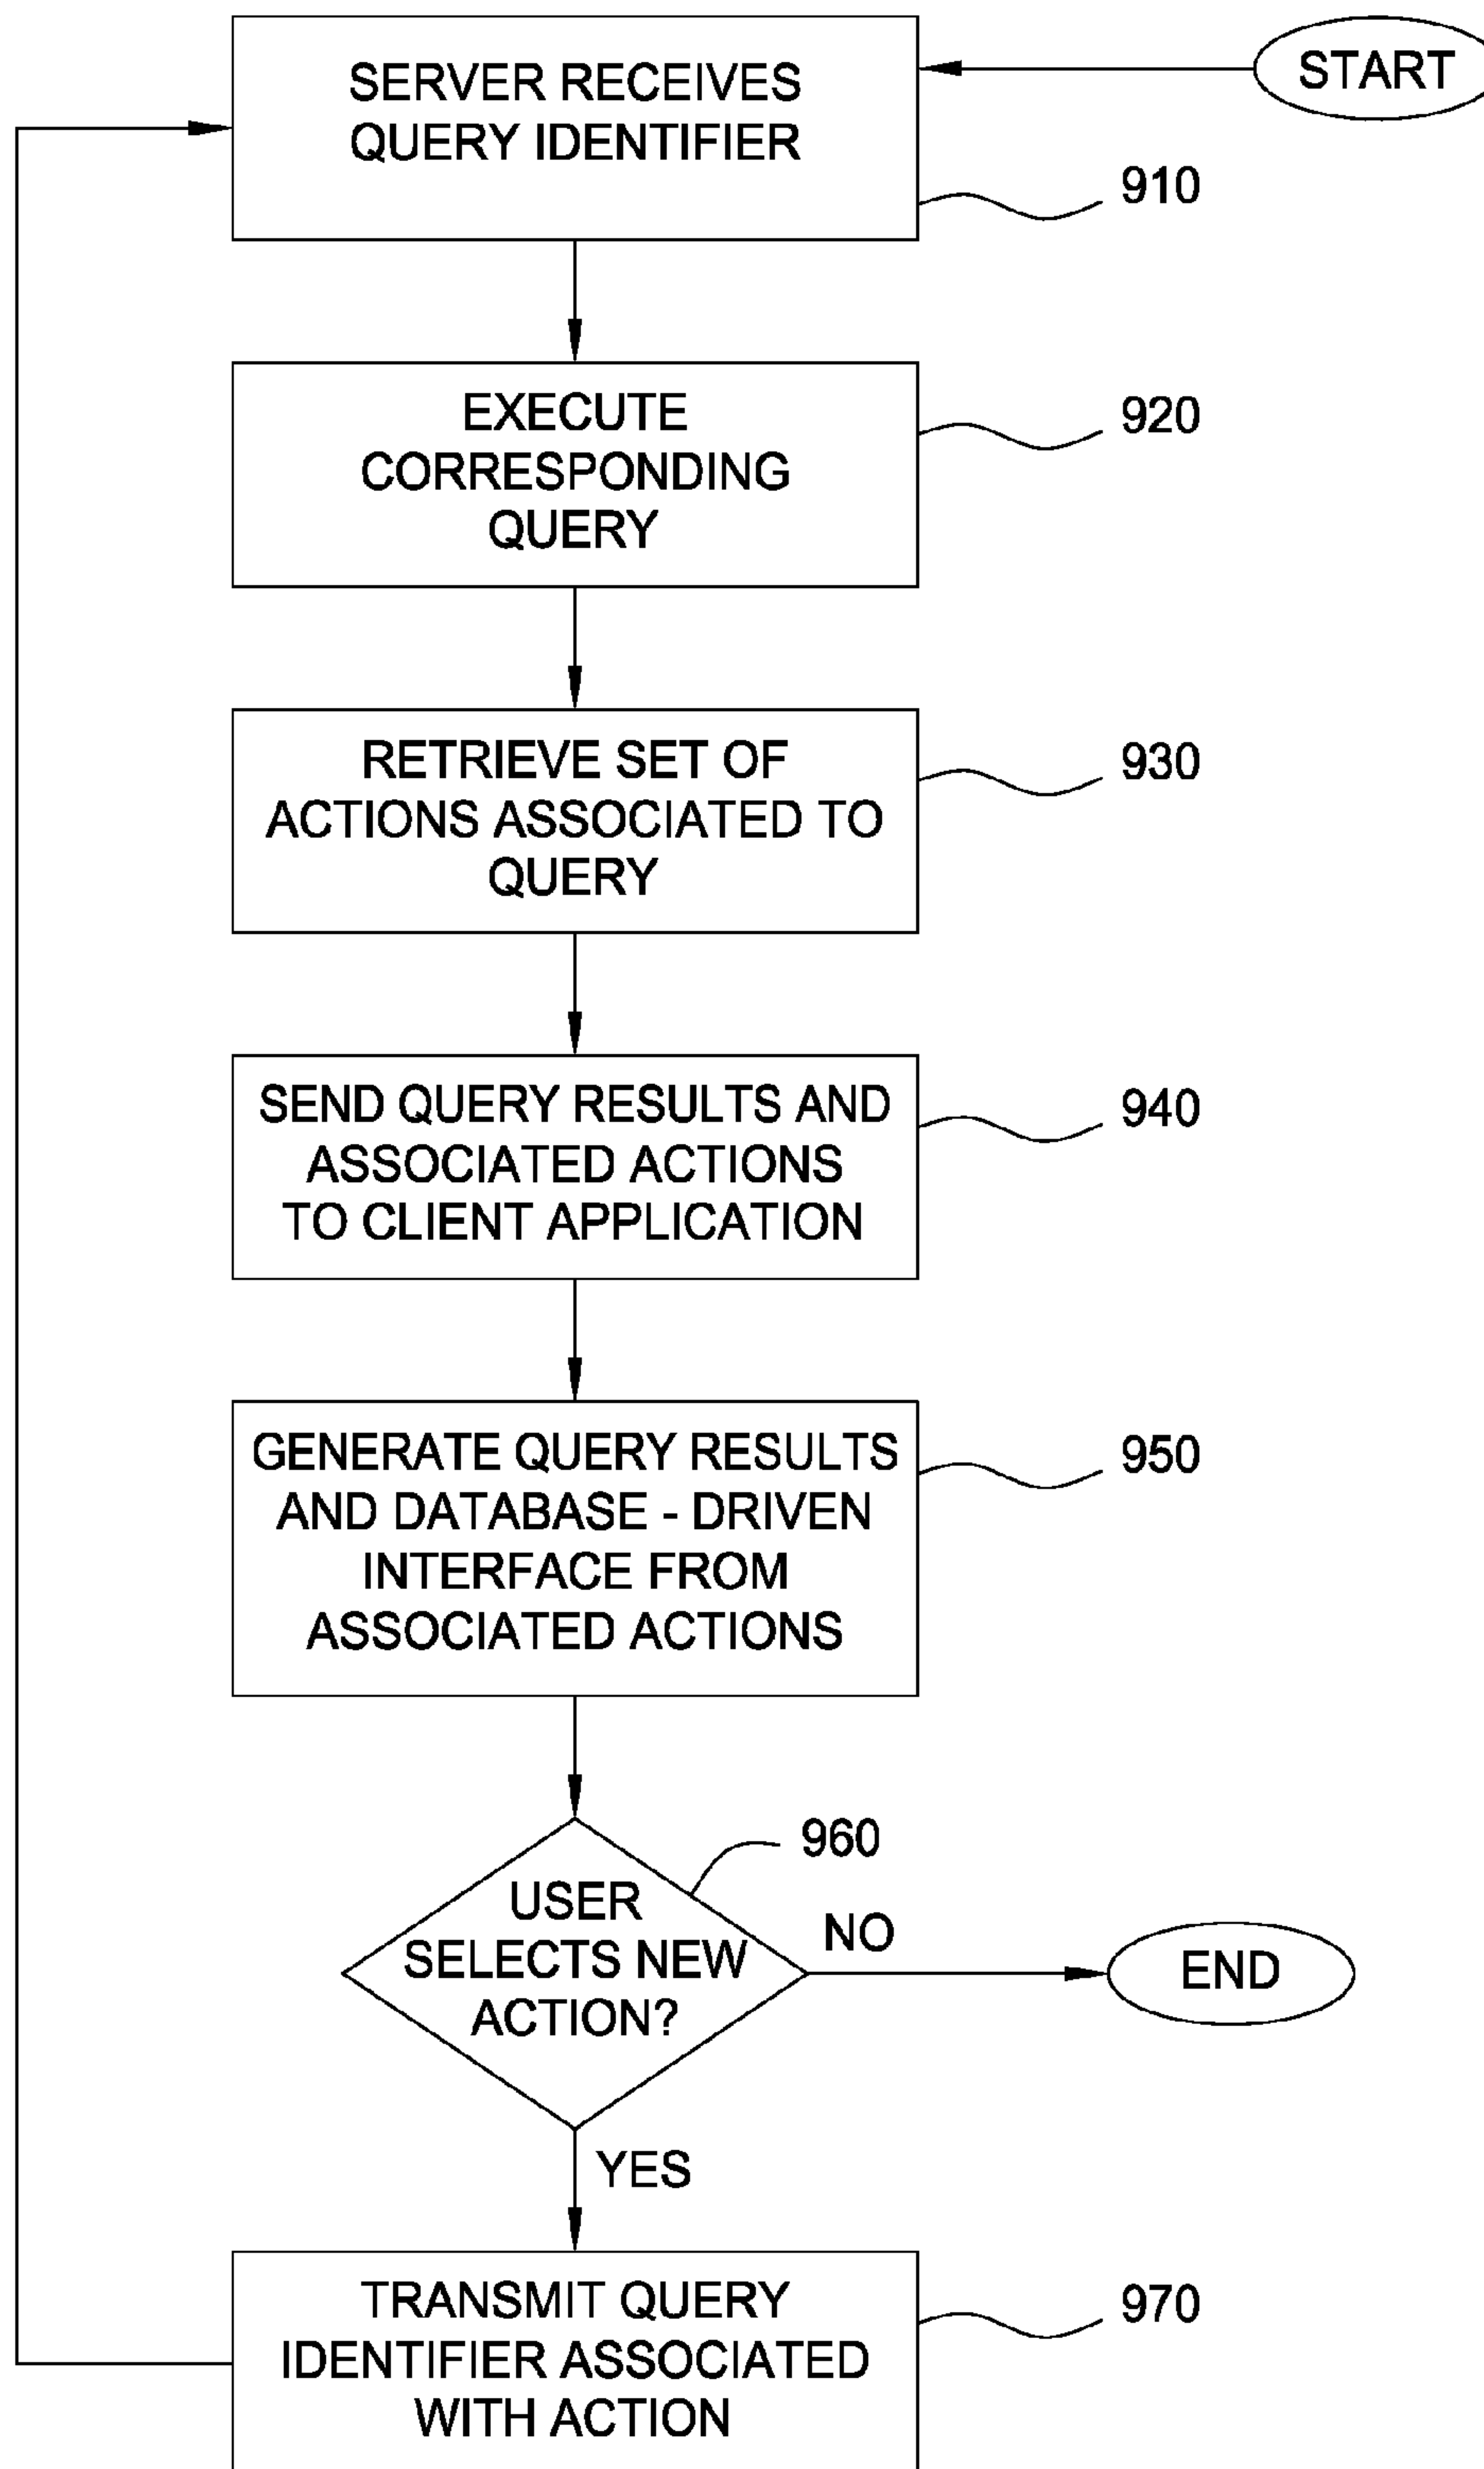 START
SERVER RECEIVES
QUERY IDENTIFIER
910
EXECUTE
CORRESPONDING
QUERY
920
RETRIEVE SET OF
ACTIONS ASSOCIATED TO
QUERY
930
SEND QUERY RESULTS AND
ASSOCIATED ACTIONS
TO CLIENT APPLICATION
940
GENERATE QUERY RESULTS
AND DATABASE - DRIVEN
INTERFACE FROM
ASSOCIATED ACTIONS
950
USER
SELECTS NEW
ACTION?
960
NO
END
YES
TRANSMIT QUERY
IDENTIFIER ASSOCIATED
WITH ACTION
970